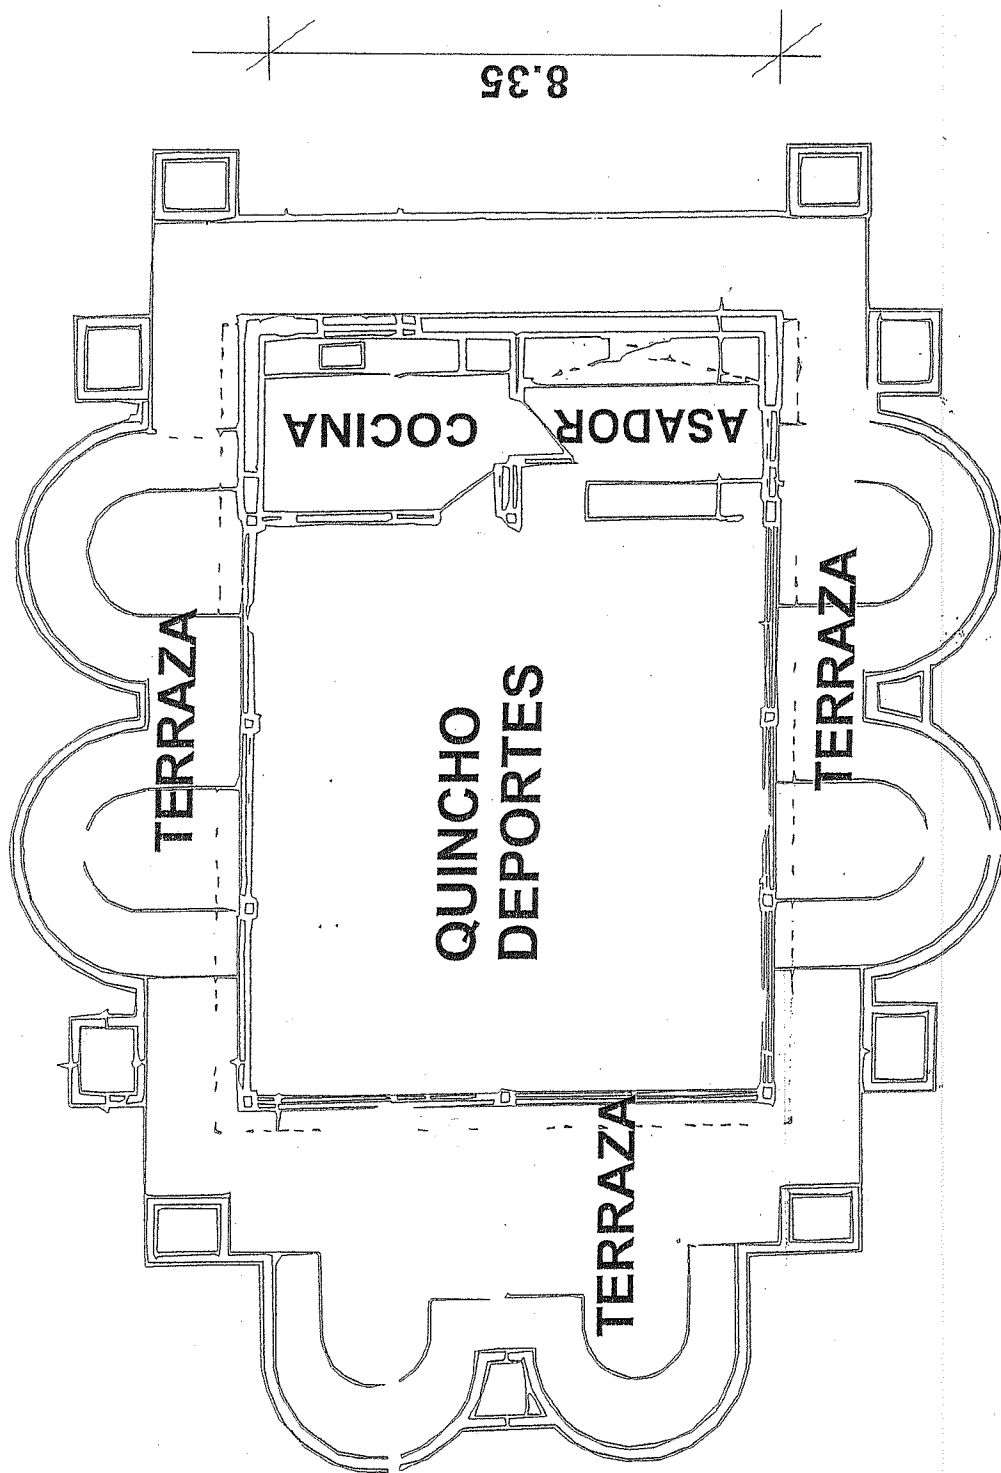 8.35
COCINA
ASADOR
TERRAZA
TERRAZA
QUINCHO
DEPORTES
TERRAZA